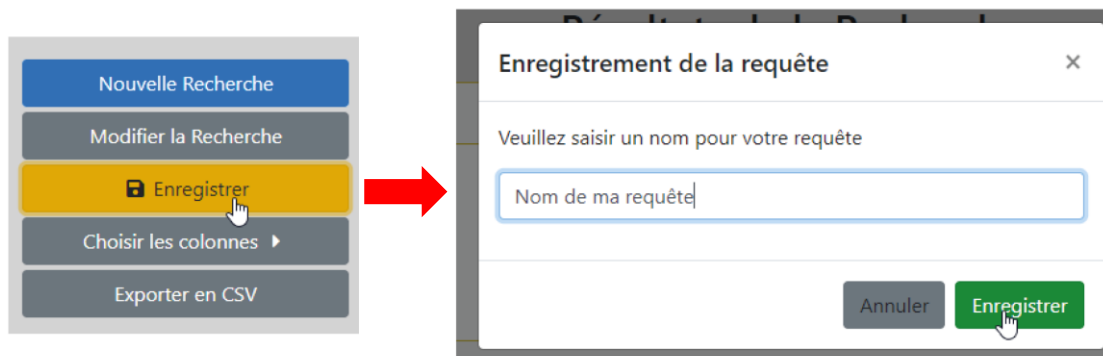 Nouvelle Recherche
Modifier la Recherche
Enregistrer
Choisir les colonnes
Exporter en CSV
Enregistrement de la requête
×
Veuillez saisir un nom pour votre requête
Nom de ma requête
Annuler
Enregistrer